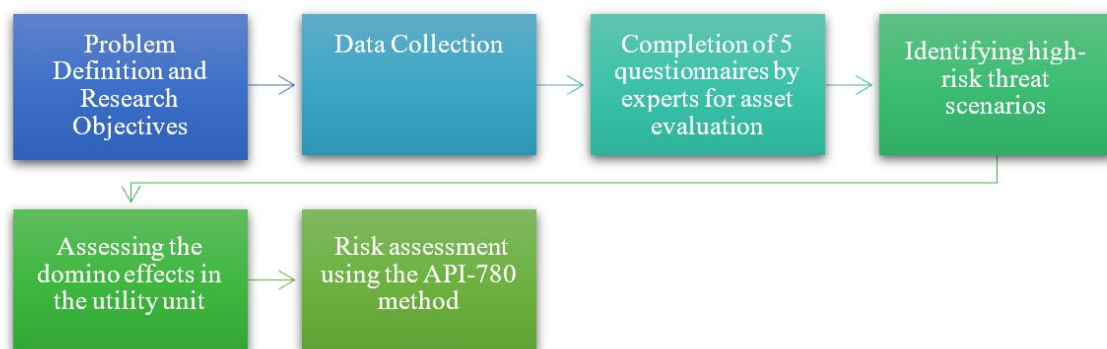 Problem
Definition and
Research
Objectives
Data Collection
Completion of 5
questionnaires by
experts for asset
evaluation
Identifying high-
risk threat
scenarios
Assessing the
domino effects in
the utility unit
Risk assessment
using the API-780
method